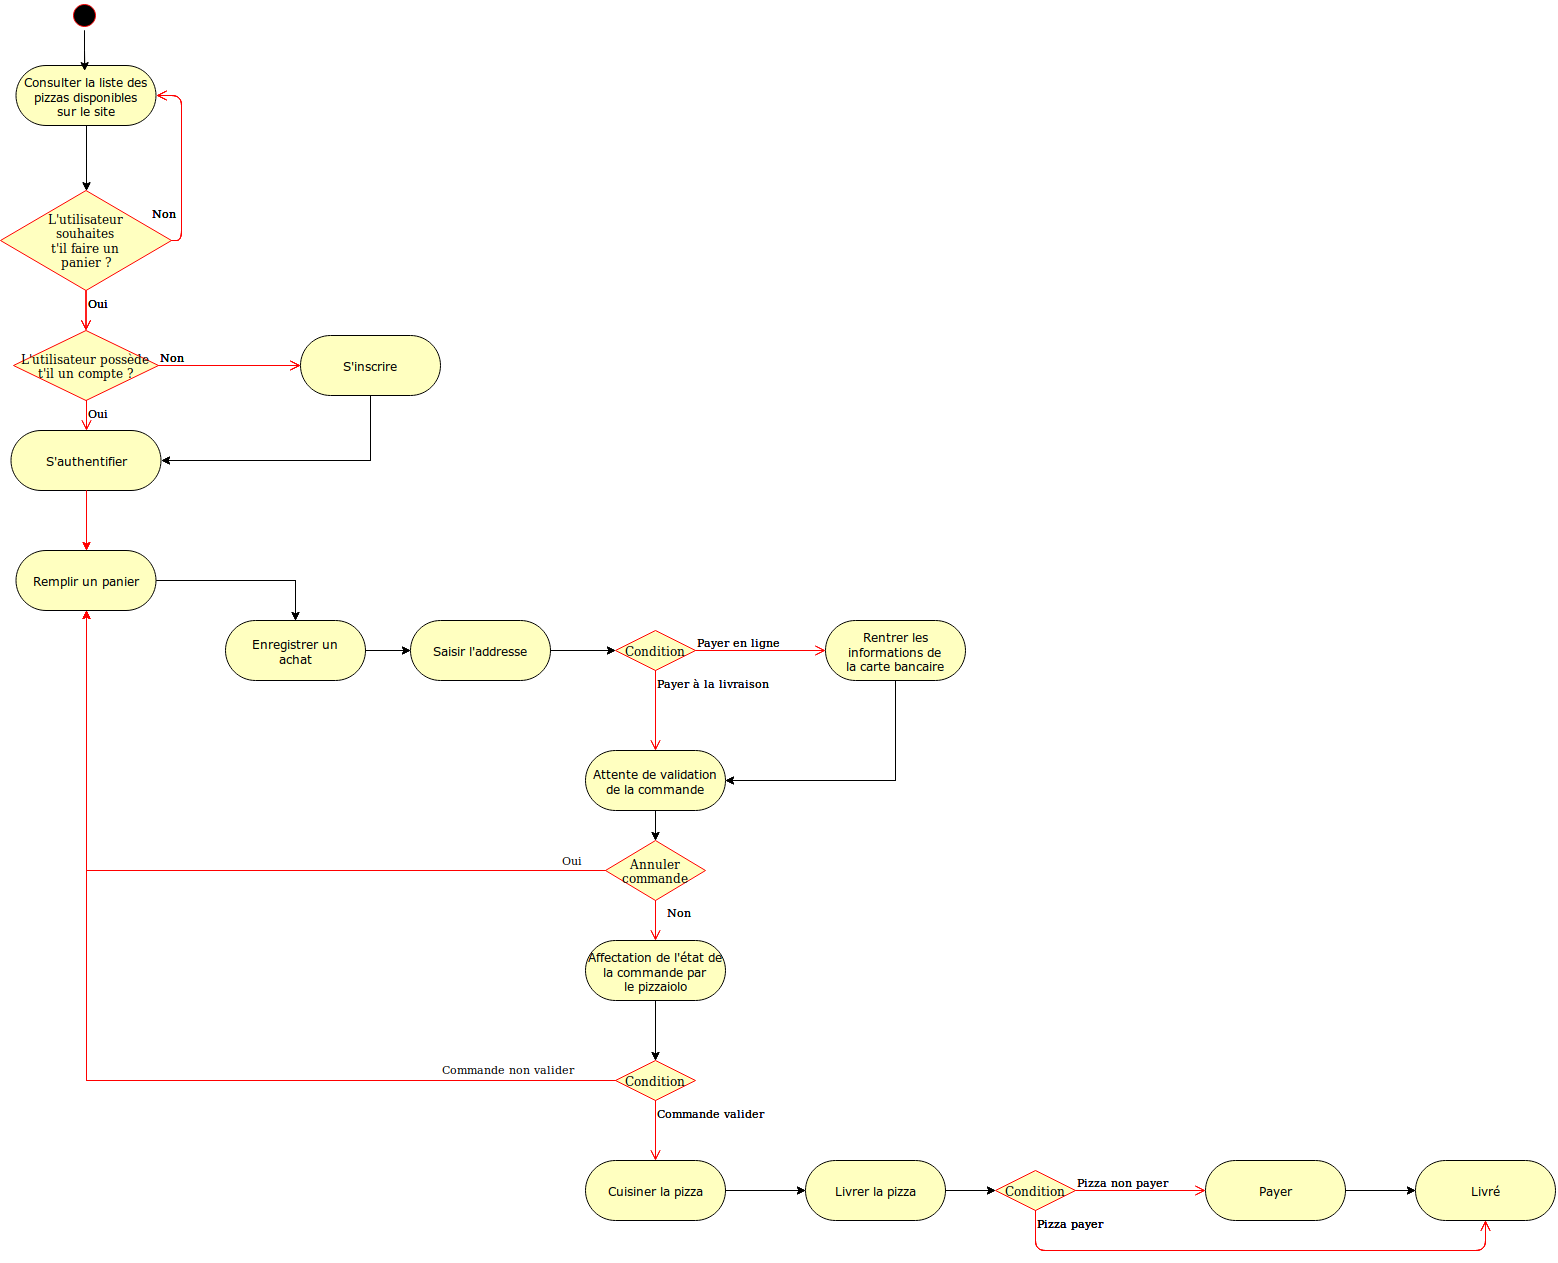 Consulter la liste des
pizzas disponibles
sur le site
L'utilisateur
souhaites
t'il faire un
panier ?
Non
Oui
L'utilisateur possède
t'il un compte ?
Non
S'inscrire
Oui
S'authentifier
Remplir un panier
Enregistrer un
achat
Saisir l'addresse
Condition
Payer en ligne
Rentrer les
informations de
la carte bancaire
Payer à la livraison
Attente de validation
de la commande
Oui
Annuler
commande
Non
Affectation de l'état de
la commande par
le pizzaiolo
Commande non valider
Condition
Commande valider
Cuisiner la pizza
Livrer la pizza
Condition
Pizza non payer
Payer
Livré
Pizza payer